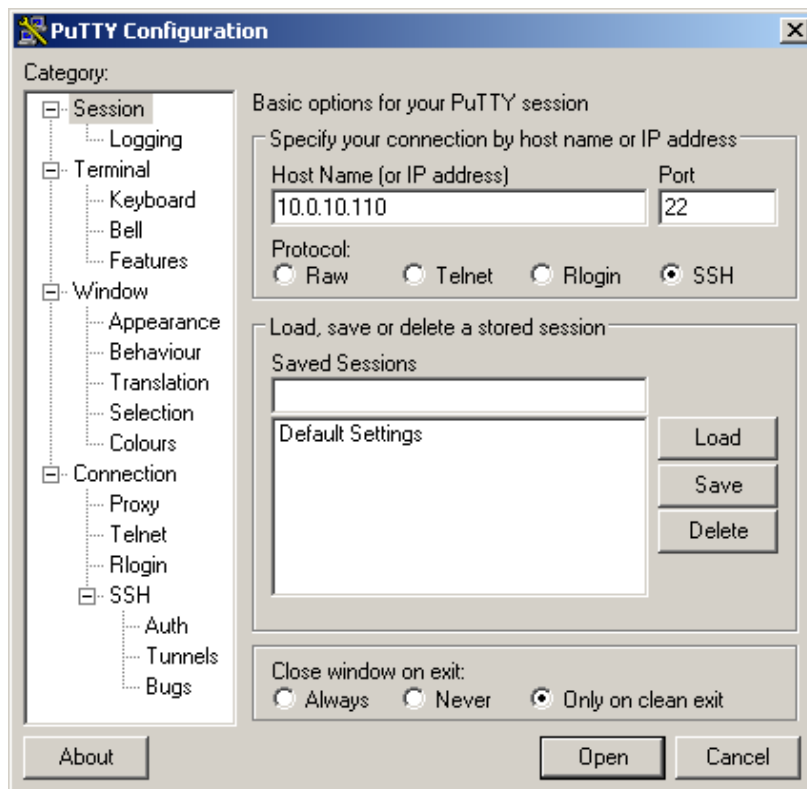 PuTTY Configuration
Category:
Session
Logging
Terminal
Keyboard
Bell
Features
Window
Appearance
Behaviour
Translation
Selection
Colours
Connection
Proxy
Telnet
Rlogin
SSH
Auth
Tunnels
Bugs
Basic options for your PuTTY session
Specify your connection by host name or IP address
Host Name (or IP address) Port
10.0.10.110 22
Protocol:
Raw Telnet Rlogin SSH
Load, save or delete a stored session
Saved Sessions
Default Settings
Load
Save
Delete
Close window on exit:
Always Never Only on clean exit
About Open Cancel